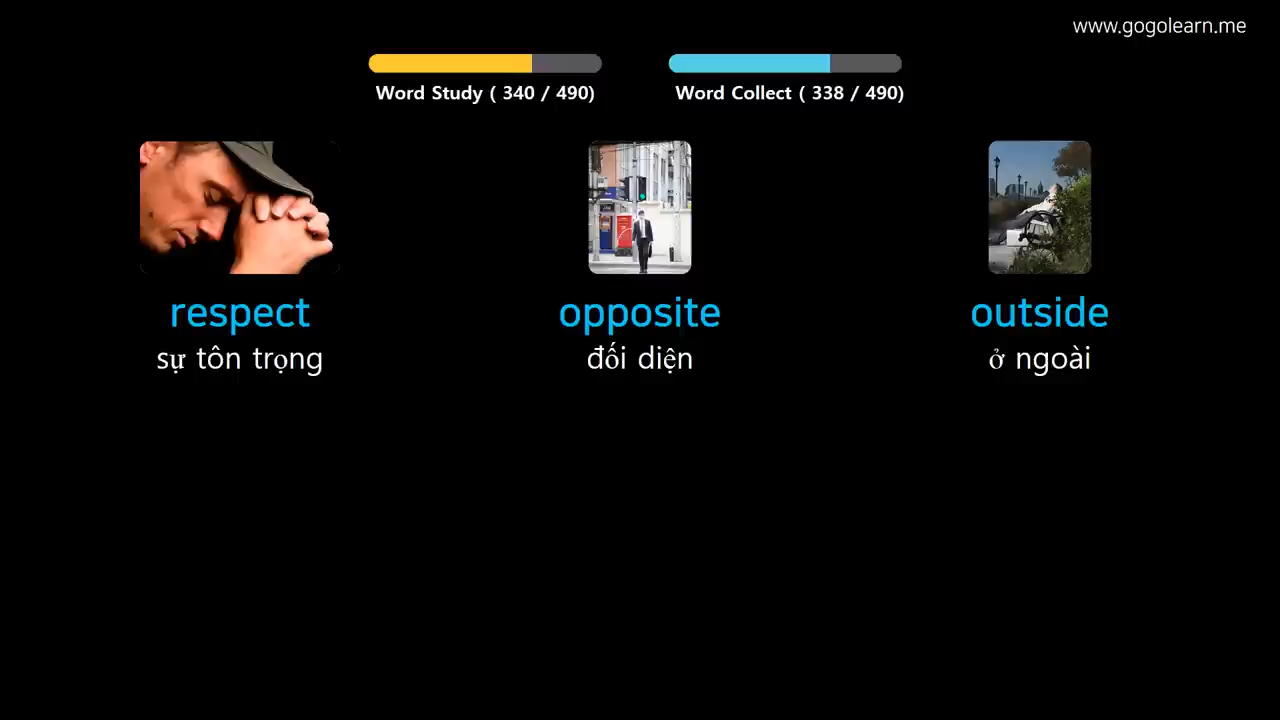 www.gogolearn.me
Word Study ( 340 / 490)
Word Collect ( 338 / 490)
respect
opposite
outside
sự tôn trọng
đối diện
ở ngoài